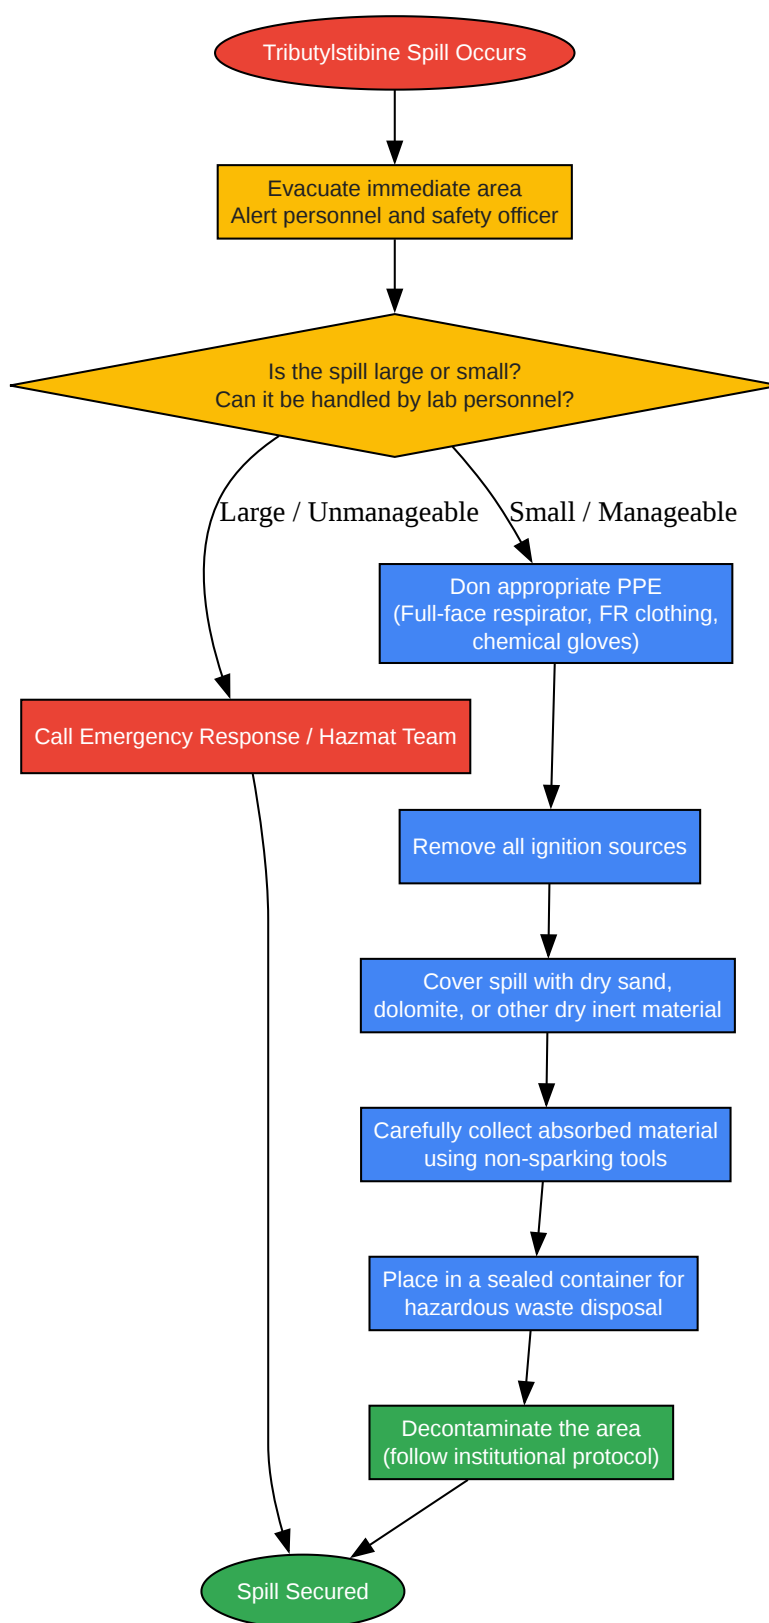 Tributylstibine Spill Occurs
Evacuate immediate area
Alert personnel and safety officer
Is the spill large or small?
Can it be handled by lab personnel?
Large / Unmanageable
Small / Manageable
Don appropriate PPE
(Full-face respirator, FR clothing,
chemical gloves)
Call Emergency Response / Hazmat Team
Remove all ignition sources
Cover spill with dry sand,
dolomite, or other dry inert material
Carefully collect absorbed material
using non-sparking tools
Place in a sealed container for
hazardous waste disposal
Decontaminate the area
(follow institutional protocol)
Spill Secured